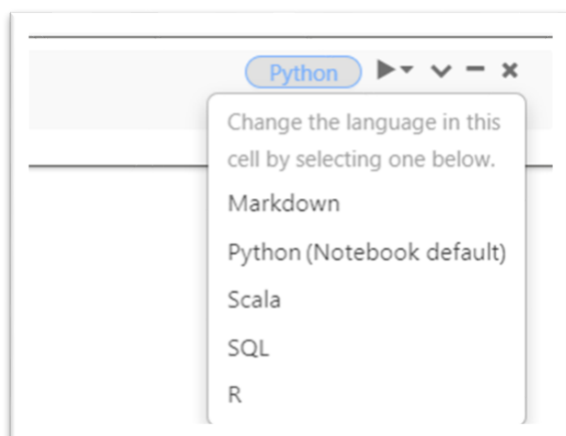 Python
Change the language in this
cell by selecting one below.
Markdown
Python (Notebook default)
Scala
SQL
R